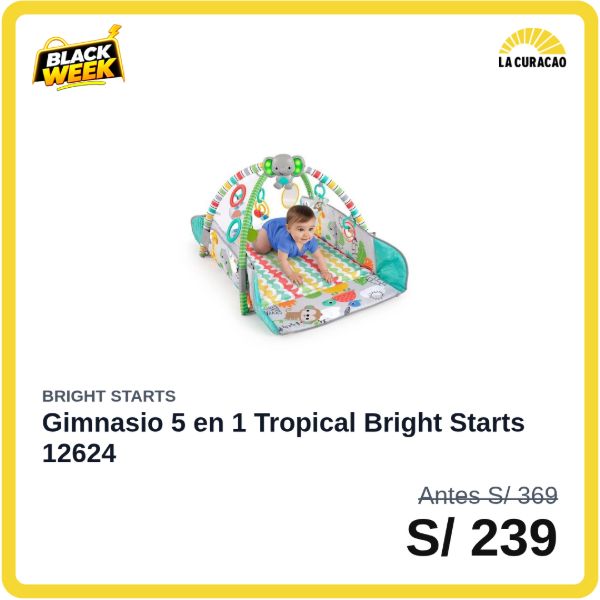 BLACK
WEEK
LA CURACAO
BRIGHT STARTS
Gimnasio 5 en 1 Tropical Bright Starts
12624
Antes S/ 369
S/ 239